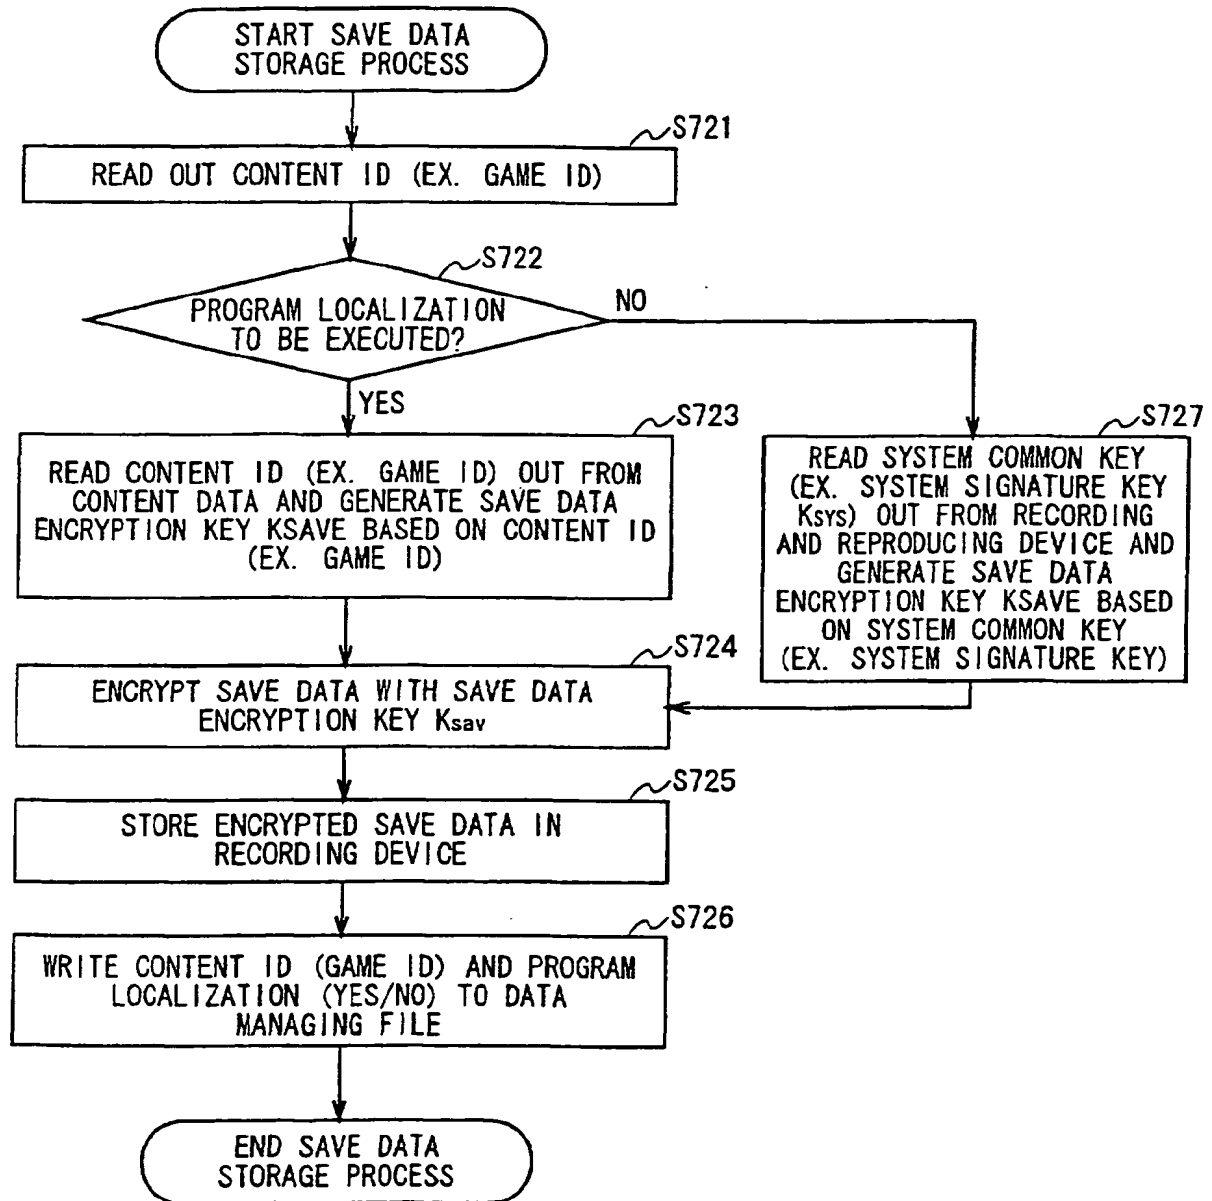 START SAVE DATA
STORAGE PROCESS
S721
READ OUT CONTENT ID (EX. GAME ID)
S722
PROGRAM LOCALIZATION
TO BE EXECUTED?
NO
YES
S723
READ CONTENT ID (EX. GAME ID) OUT FROM
CONTENT DATA AND GENERATE SAVE DATA
ENCRYPTION KEY KSAVE BASED ON CONTENT ID
(EX. GAME ID)
S727
READ SYSTEM COMMON KEY
(EX. SYSTEM SIGNATURE KEY
Ksys) OUT FROM RECORDING
AND REPRODUCING DEVICE AND
GENERATE SAVE DATA
ENCRYPTION KEY KSAVE BASED
ON SYSTEM COMMON KEY
(EX. SYSTEM SIGNATURE KEY)
S724
ENCRYPT SAVE DATA WITH SAVE DATA
ENCRYPTION KEY Ksav
S725
STORE ENCRYPTED SAVE DATA IN
RECORDING DEVICE
S726
WRITE CONTENT ID (GAME ID) AND PROGRAM
LOCALIZATION (YES/NO) TO DATA
MANAGING FILE
END SAVE DATA
STORAGE PROCESS